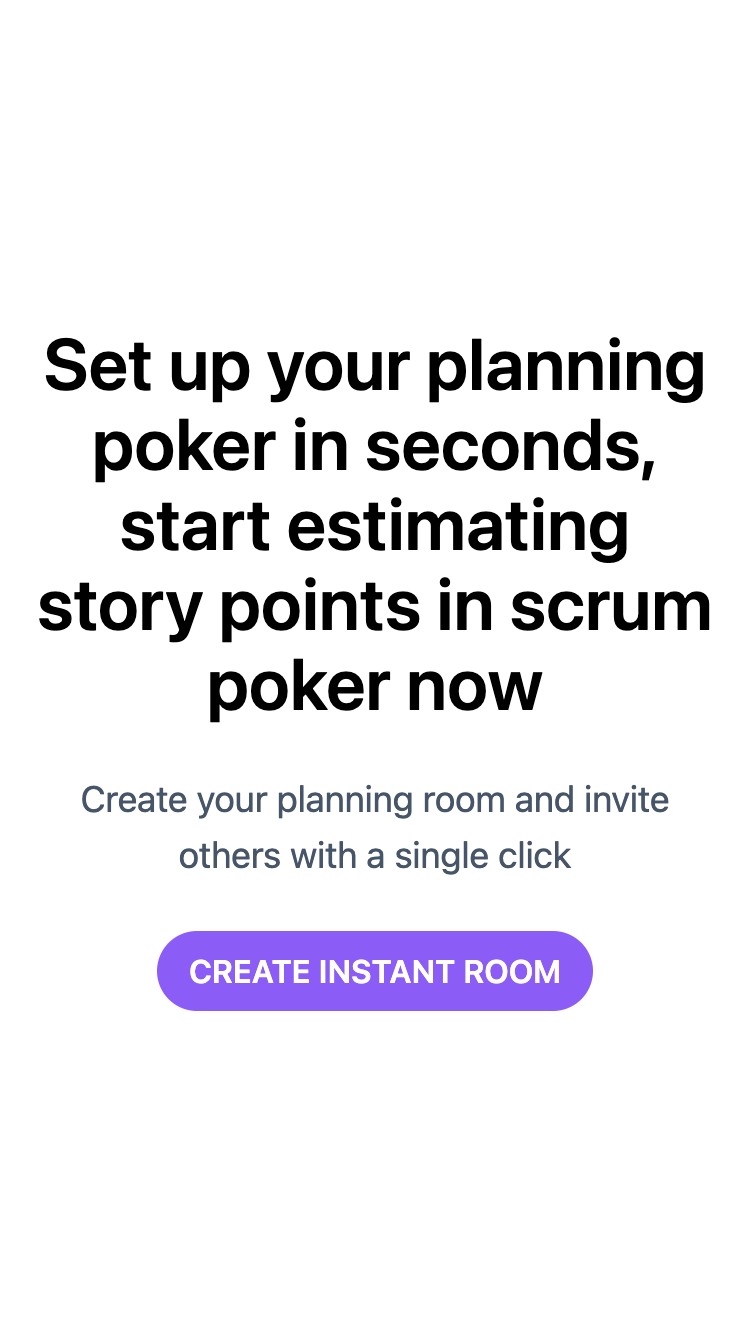 Set up your planning
poker in seconds,
start estimating
story points in scrum
poker now
Create your planning room and invite
others with a single click
CREATE INSTANT ROOM